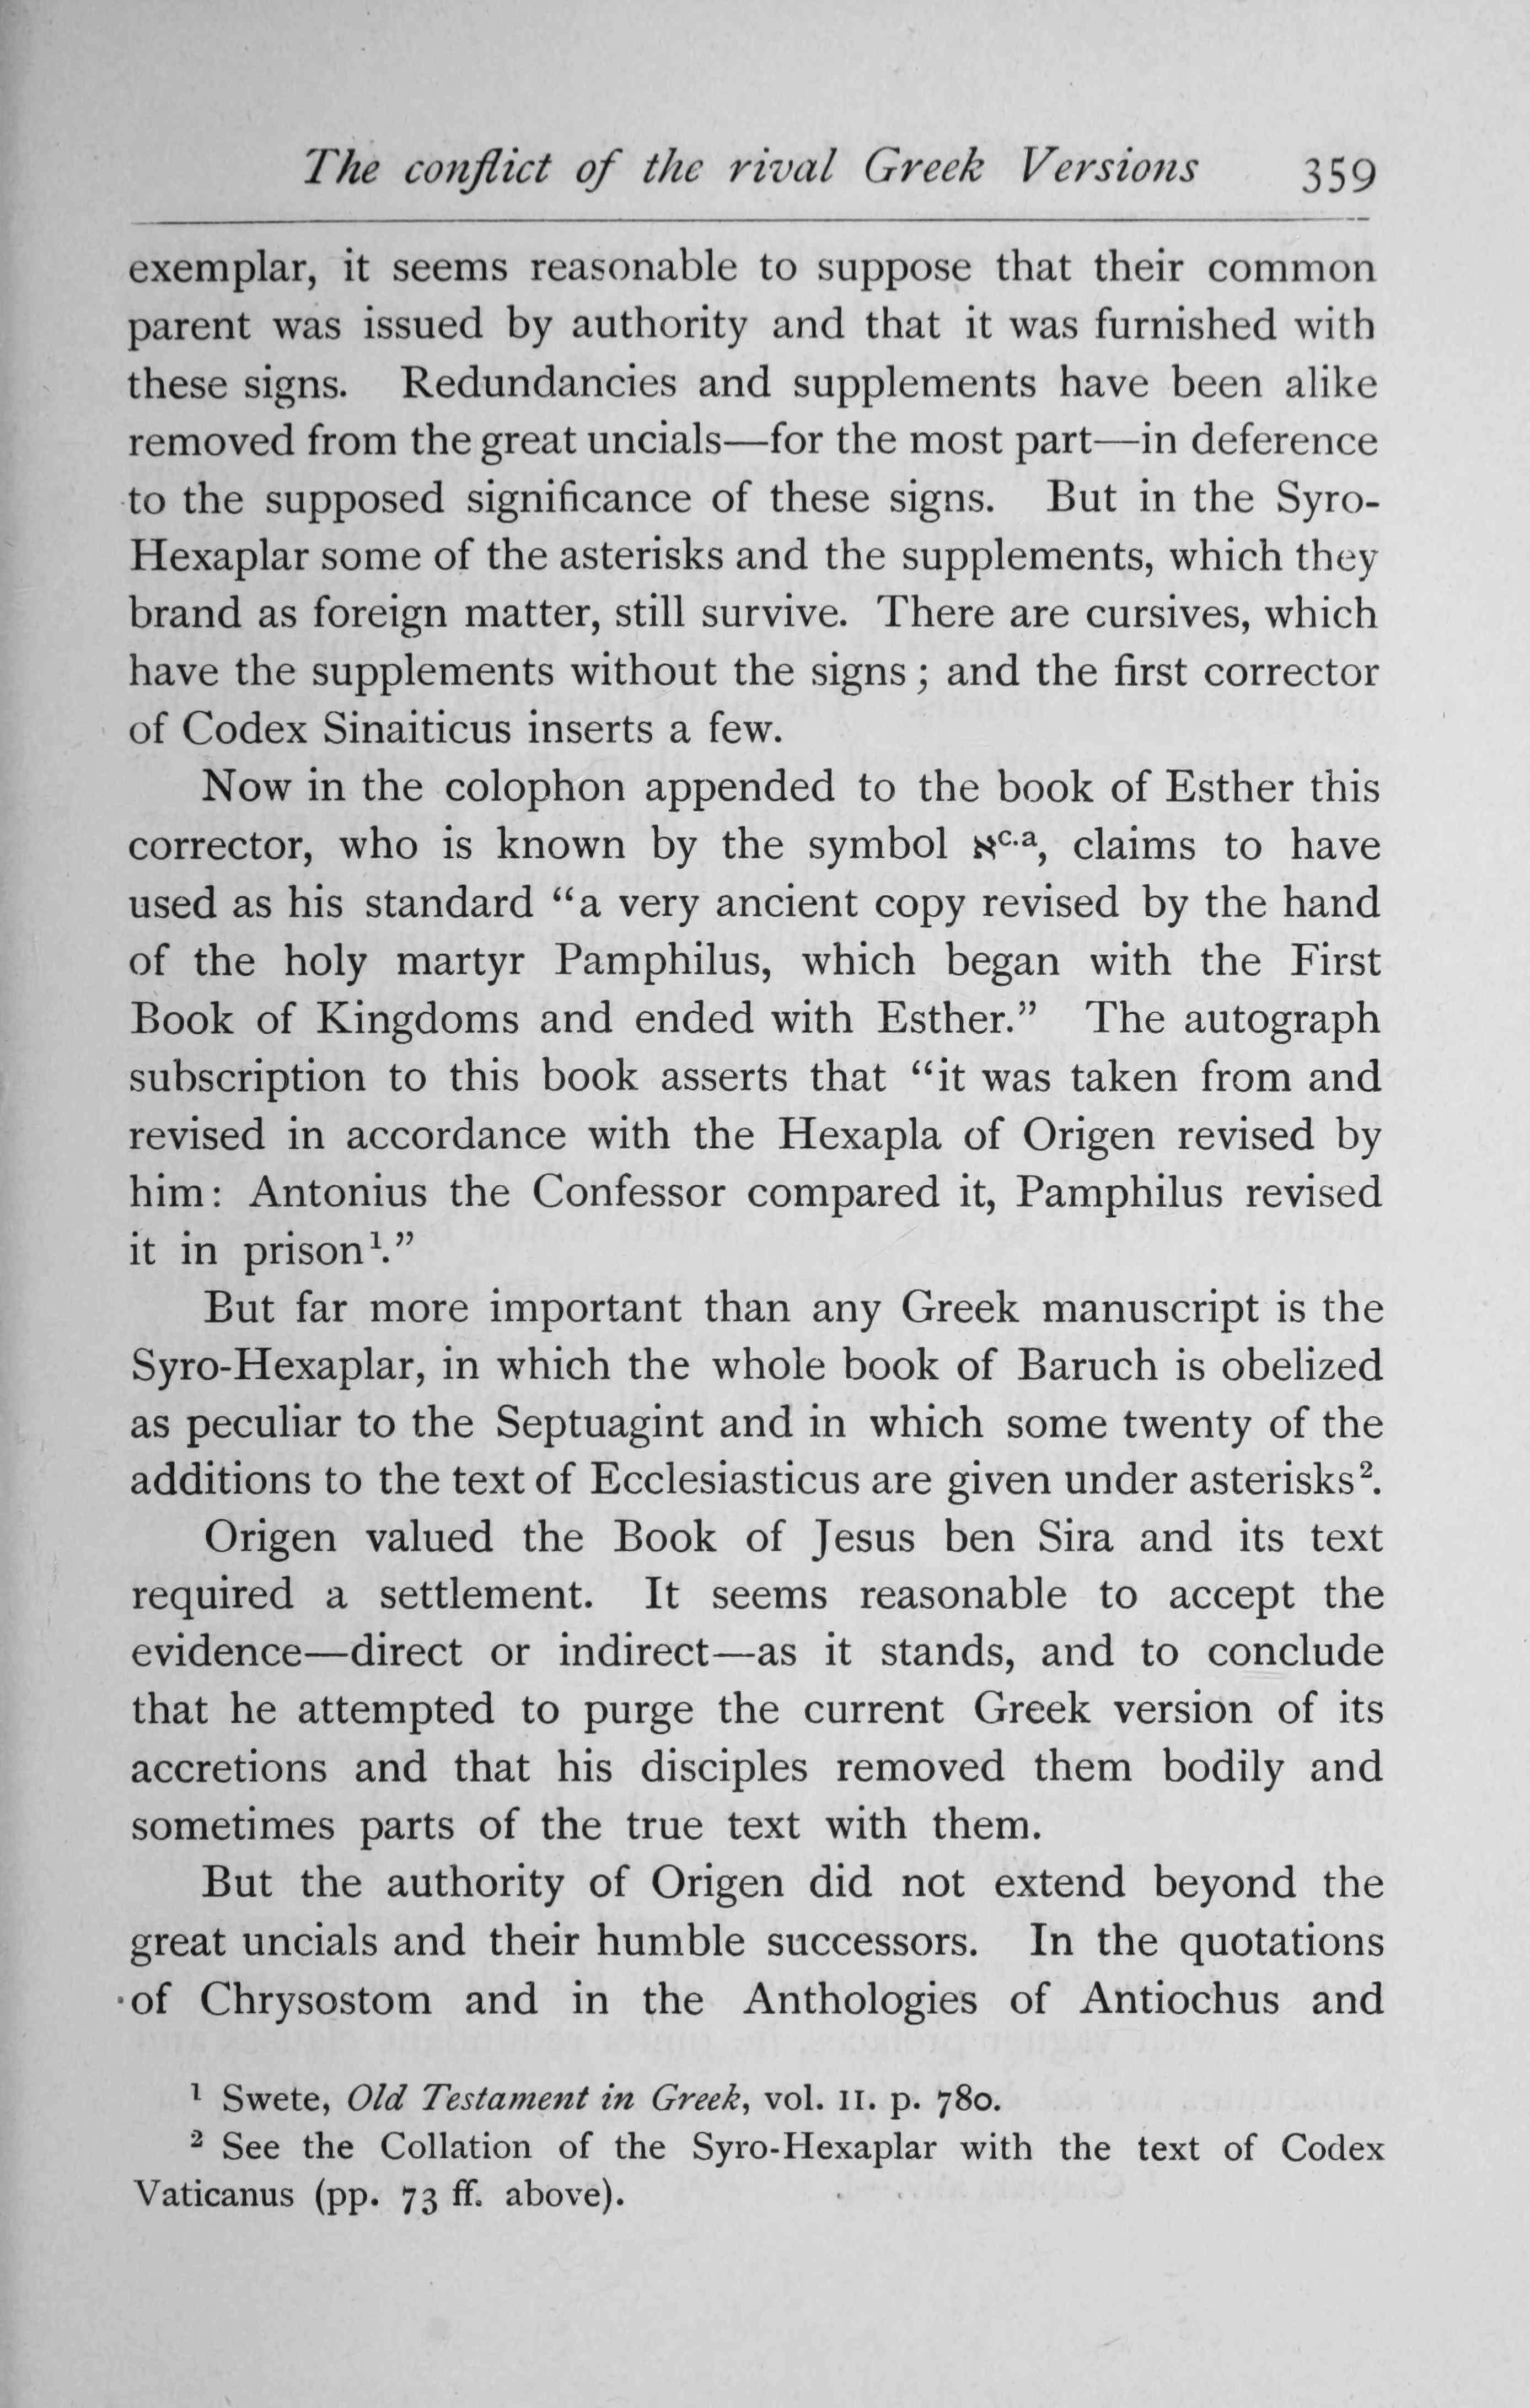 The conflict of the rival Greek Versions 359
exemplar, it seems reasonable to suppose that their common
parent was issued by authority and that it was furnished with
these signs. Redundancies and supplements have been alike
removed from the great uncials—for the most part—in deference
to the supposed significance of these signs. But in the Syro-
Hexaplar some of the asterisks and the supplements, which they
brand as foreign matter, still survive. There are cursives, which
have the supplements without the signs; and the first corrector
of Codex Sinaiticus inserts a few.
Now in the colophon appended to the book of Esther this
corrector, who is known by the symbol ℵᶜ·ᵃ, claims to have
used as his standard “a very ancient copy revised by the hand
of the holy martyr Pamphilus, which began with the First
Book of Kingdoms and ended with Esther.” The autograph
subscription to this book asserts that “it was taken from and
revised in accordance with the Hexapla of Origen revised by
him: Antonius the Confessor compared it, Pamphilus revised
it in prison¹.”
But far more important than any Greek manuscript is the
Syro-Hexaplar, in which the whole book of Baruch is obelized
as peculiar to the Septuagint and in which some twenty of the
additions to the text of Ecclesiasticus are given under asterisks².
Origen valued the Book of Jesus ben Sira and its text
required a settlement. It seems reasonable to accept the
evidence—direct or indirect—as it stands, and to conclude
that he attempted to purge the current Greek version of its
accretions and that his disciples removed them bodily and
sometimes parts of the true text with them.
But the authority of Origen did not extend beyond the
great uncials and their humble successors. In the quotations
of Chrysostom and in the Anthologies of Antiochus and
¹ Swete, Old Testament in Greek, vol. II. p. 780.
² See the Collation of the Syro-Hexaplar with the text of Codex
Vaticanus (pp. 73 ff. above).